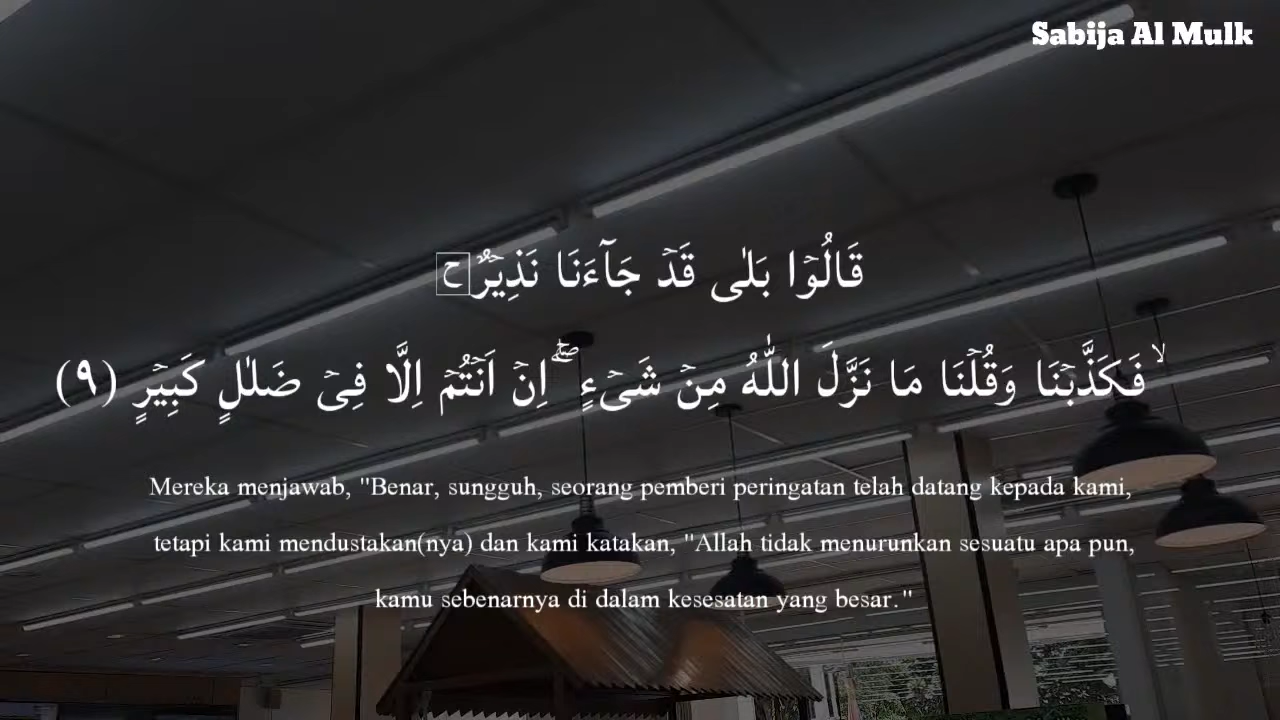 Sabija Al Mulk
قَالُوْا بَلٰى قَدْ جَآءَنَا نَذِيْرٌ ەۙ ح
ۙ فَكَذَّبْنَا وَقُلْنَا مَا نَزَّلَ اللّٰهُ مِنْ شَيْءٍۖ اِنْ اَنْتُمْ اِلَّا فِيْ ضَلٰلٍ كَبِيْرٍ (٩)
Mereka menjawab, "Benar, sungguh, seorang pemberi peringatan telah datang kepada kami,
tetapi kami mendustakan(nya) dan kami katakan, "Allah tidak menurunkan sesuatu apa pun,
kamu sebenarnya di dalam kesesatan yang besar."